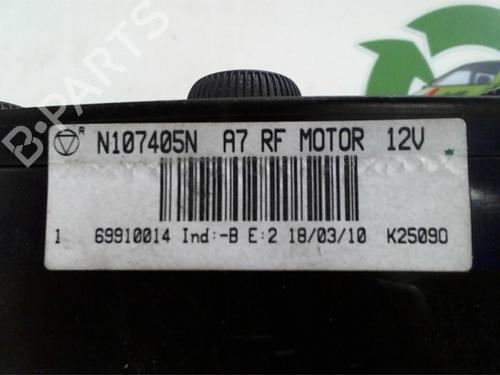 B-PARTS
R N107405N A7 RF MOTOR 12V
1 69910014 Ind:-B E:2 18/03/10 K25090